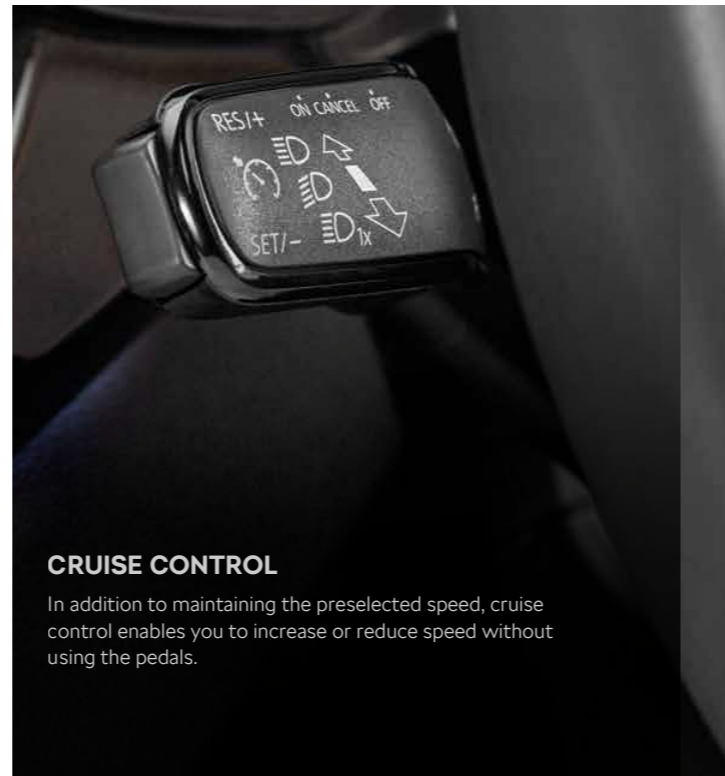 RES/+ ON CANCEL OFF
SET/- 1x
CRUISE CONTROL
In addition to maintaining the preselected speed, cruise
control enables you to increase or reduce speed without
using the pedals.